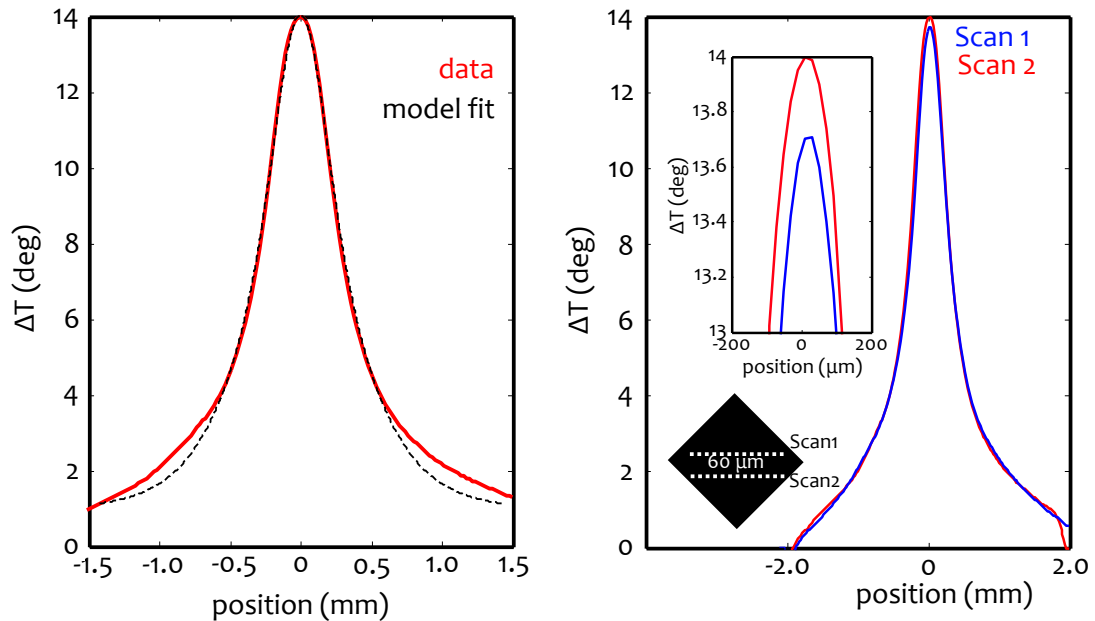 14
12
10
8
6
4
2
0
ΔT (deg)
data
model fit
-1.5
-1.0
-0.5
0
0.5
1.0
1.5
position (mm)
14
12
10
8
6
4
2
0
ΔT (deg)
Scan 1
Scan 2
14
13.8
13.6
13.4
13.2
13
ΔT (deg)
-200
0
200
position (μm)
Scan1
60 μm
Scan2
-2.0
0
2.0
position (mm)